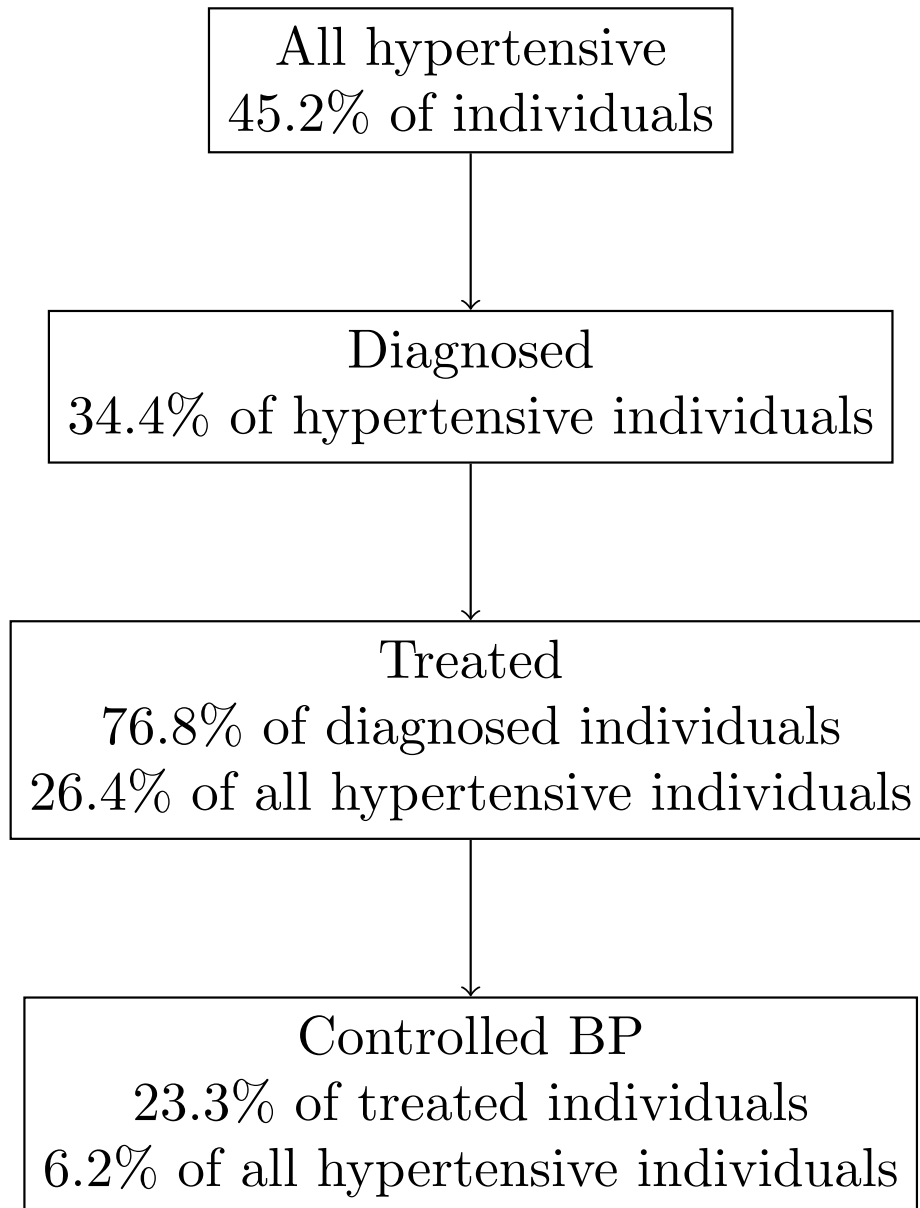 All hypertensive
45.2% of individuals
Diagnosed
34.4% of hypertensive individuals
Treated
76.8% of diagnosed individuals
26.4% of all hypertensive individuals
Controlled BP
23.3% of treated individuals
6.2% of all hypertensive individuals